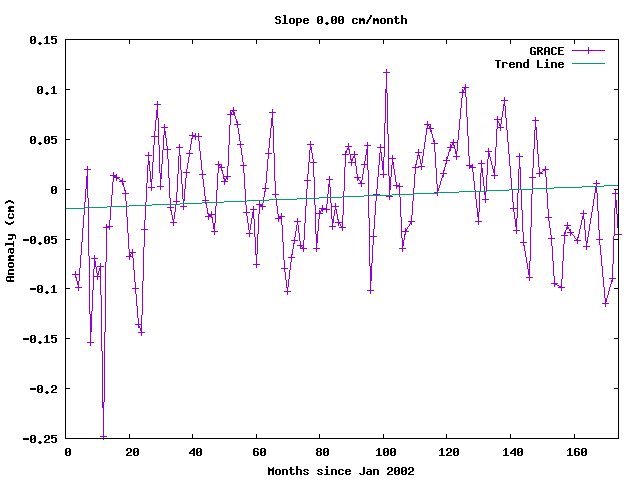 Slope 0.00 cm/month
0.15
GRACE
Trend Line
0.1
0.05
0
-0.05
Anomaly (cm)
-0.1
-0.15
-0.2
-0.25
0 20 40 60 80 100 120 140 160
Months since Jan 2002